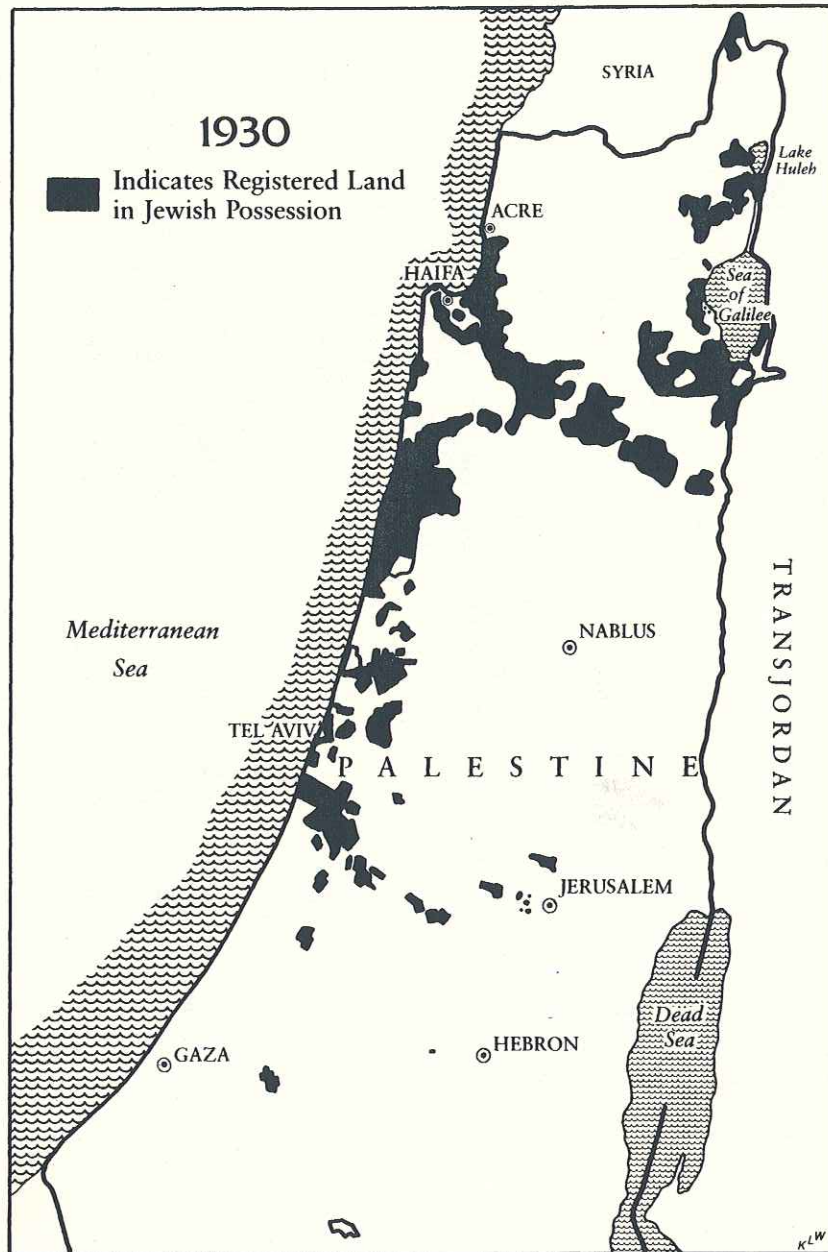 SYRIA
1930
Indicates Registered Land
in Jewish Possession
Lake
Huleh
ACRE
HAIFA
Sea
of
Galilee
TRANSJORDAN
Mediterranean
Sea
NABLUS
TEL AVIV
PALESTINE
JERUSALEM
Dead
Sea
GAZA
HEBRON
KLW